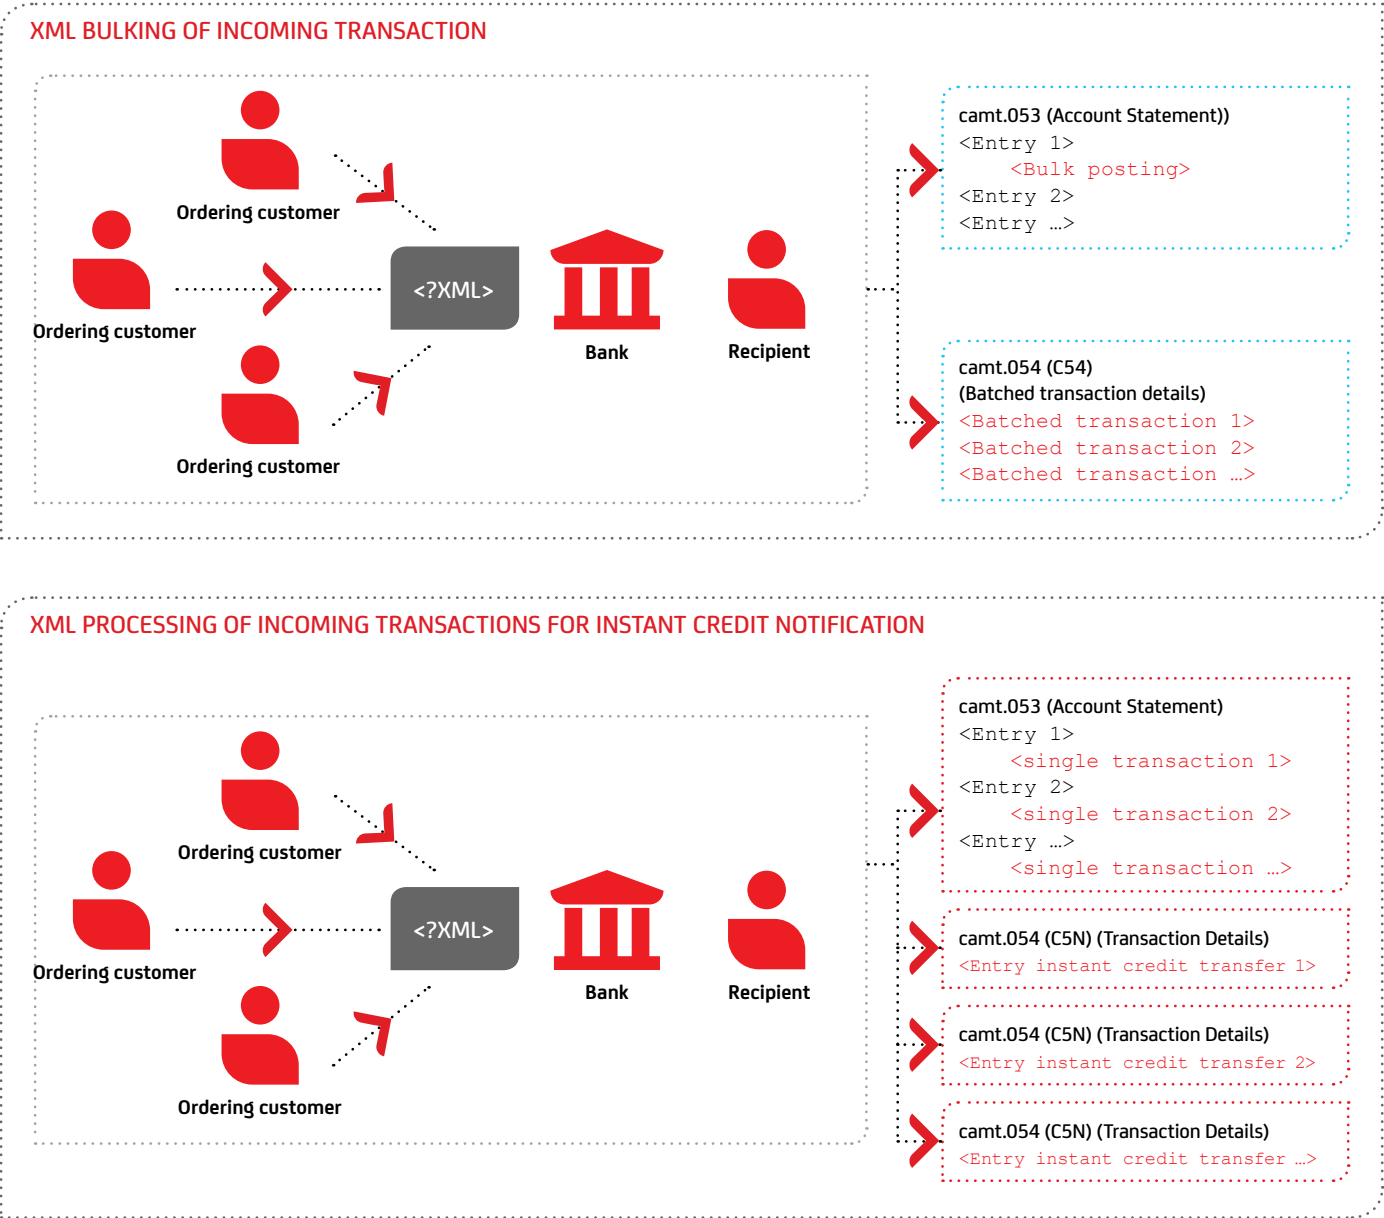 XML BULKING OF INCOMING TRANSACTION
Ordering customer
Ordering customer
Ordering customer
<?XML>
Bank
Recipient
camt.053 (Account Statement))
<Entry 1>
<Bulk posting>
<Entry 2>
<Entry …>
camt.054 (C54)
(Batched transaction details)
<Batched transaction 1>
<Batched transaction 2>
<Batched transaction …>
XML PROCESSING OF INCOMING TRANSACTIONS FOR INSTANT CREDIT NOTIFICATION
Ordering customer
Ordering customer
Ordering customer
<?XML>
Bank
Recipient
camt.053 (Account Statement)
<Entry 1>
<single transaction 1>
<Entry 2>
<single transaction 2>
<Entry …>
<single transaction …>
camt.054 (C5N) (Transaction Details)
<Entry instant credit transfer 1>
camt.054 (C5N) (Transaction Details)
<Entry instant credit transfer 2>
camt.054 (C5N) (Transaction Details)
<Entry instant credit transfer …>